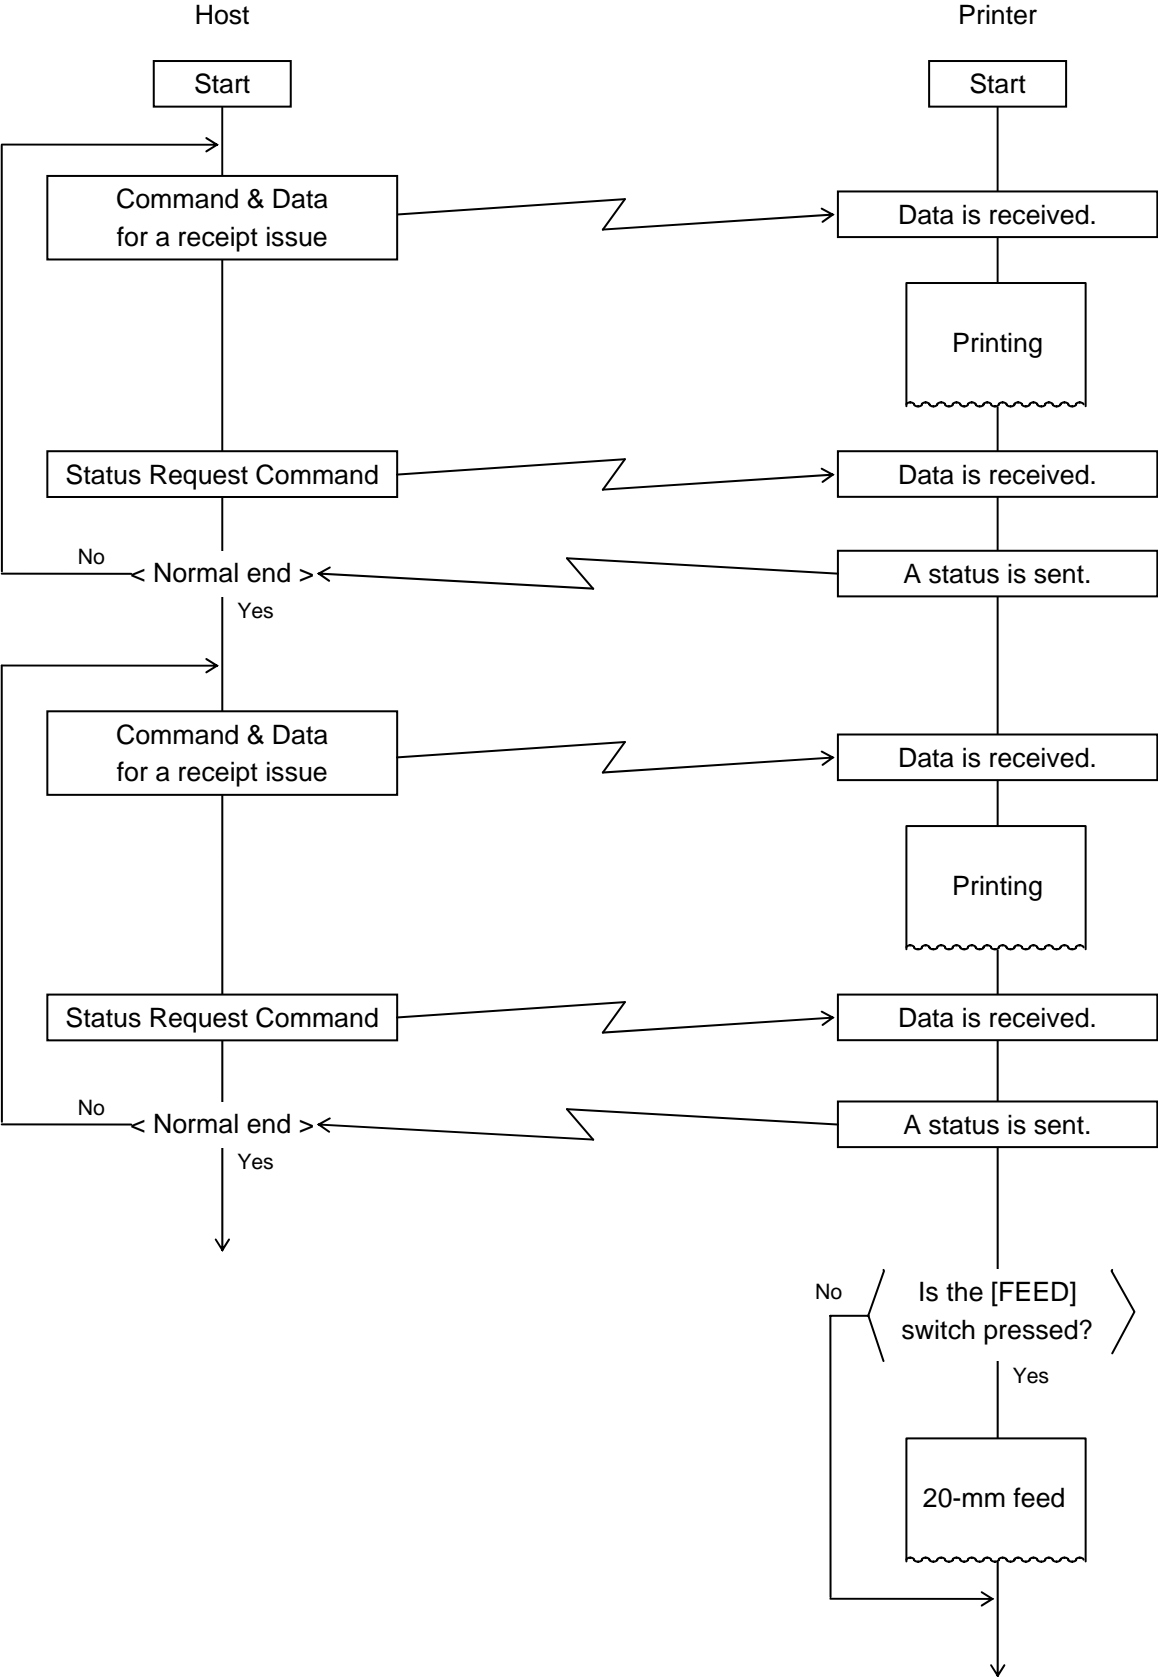 Host
Printer
Start
Start
Command & Data
for a receipt issue
Data is received.
Printing
Status Request Command
Data is received.
No
< Normal end >
A status is sent.
Yes
Command & Data
for a receipt issue
Data is received.
Printing
Status Request Command
Data is received.
No
< Normal end >
A status is sent.
Yes
No
Is the [FEED]
switch pressed?
Yes
20-mm feed